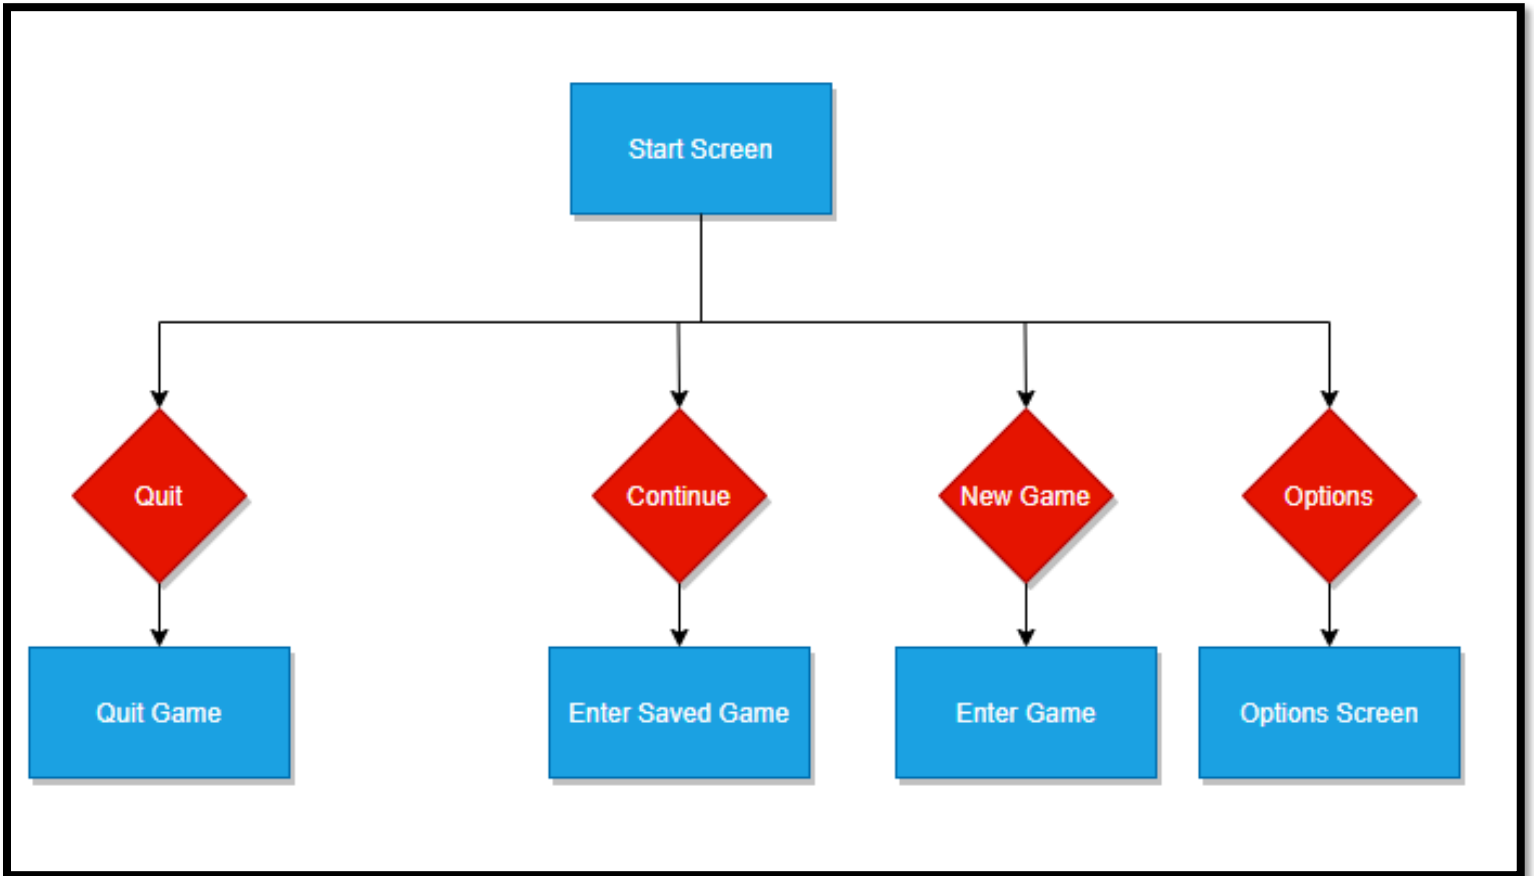 Start Screen
Quit
Continue
New Game
Options
Quit Game
Enter Saved Game
Enter Game
Options Screen